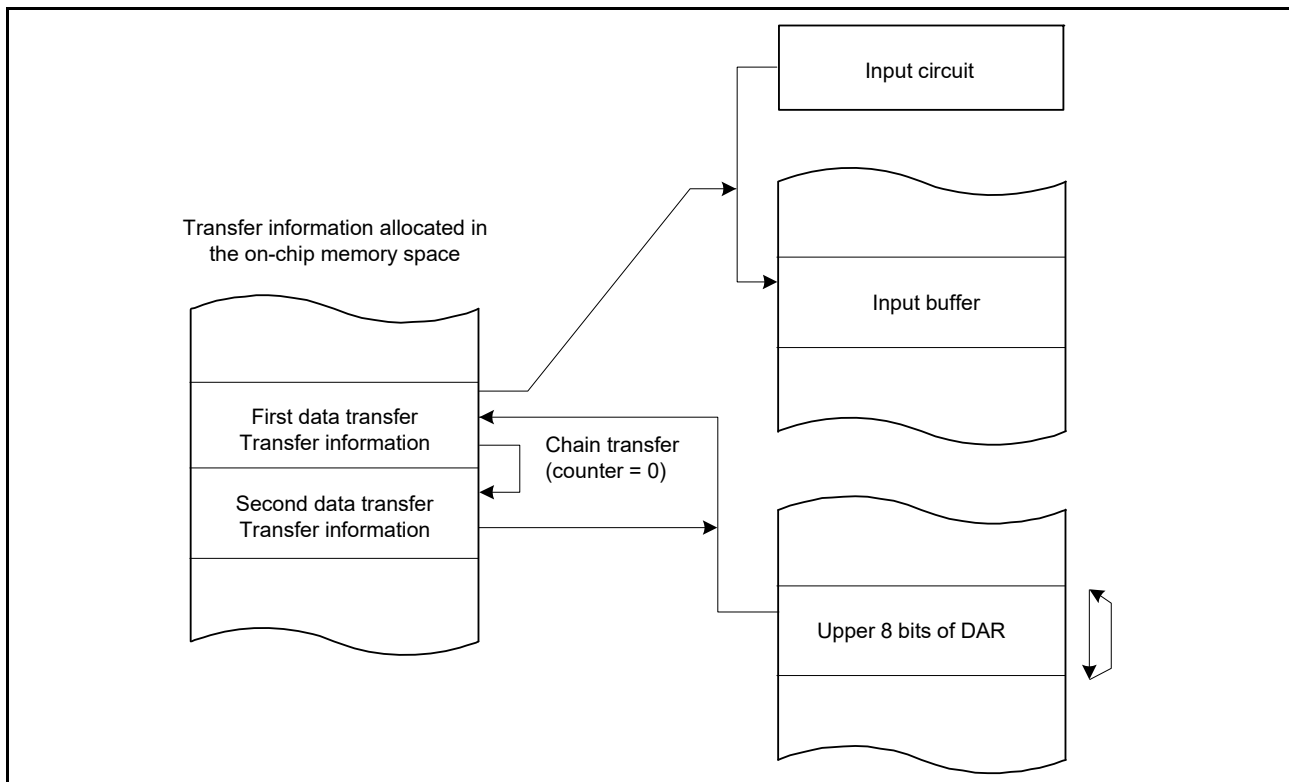 Input circuit
Transfer information allocated in
the on-chip memory space
Input buffer
First data transfer
Transfer information
Chain transfer
(counter = 0)
Second data transfer
Transfer information
Upper 8 bits of DAR